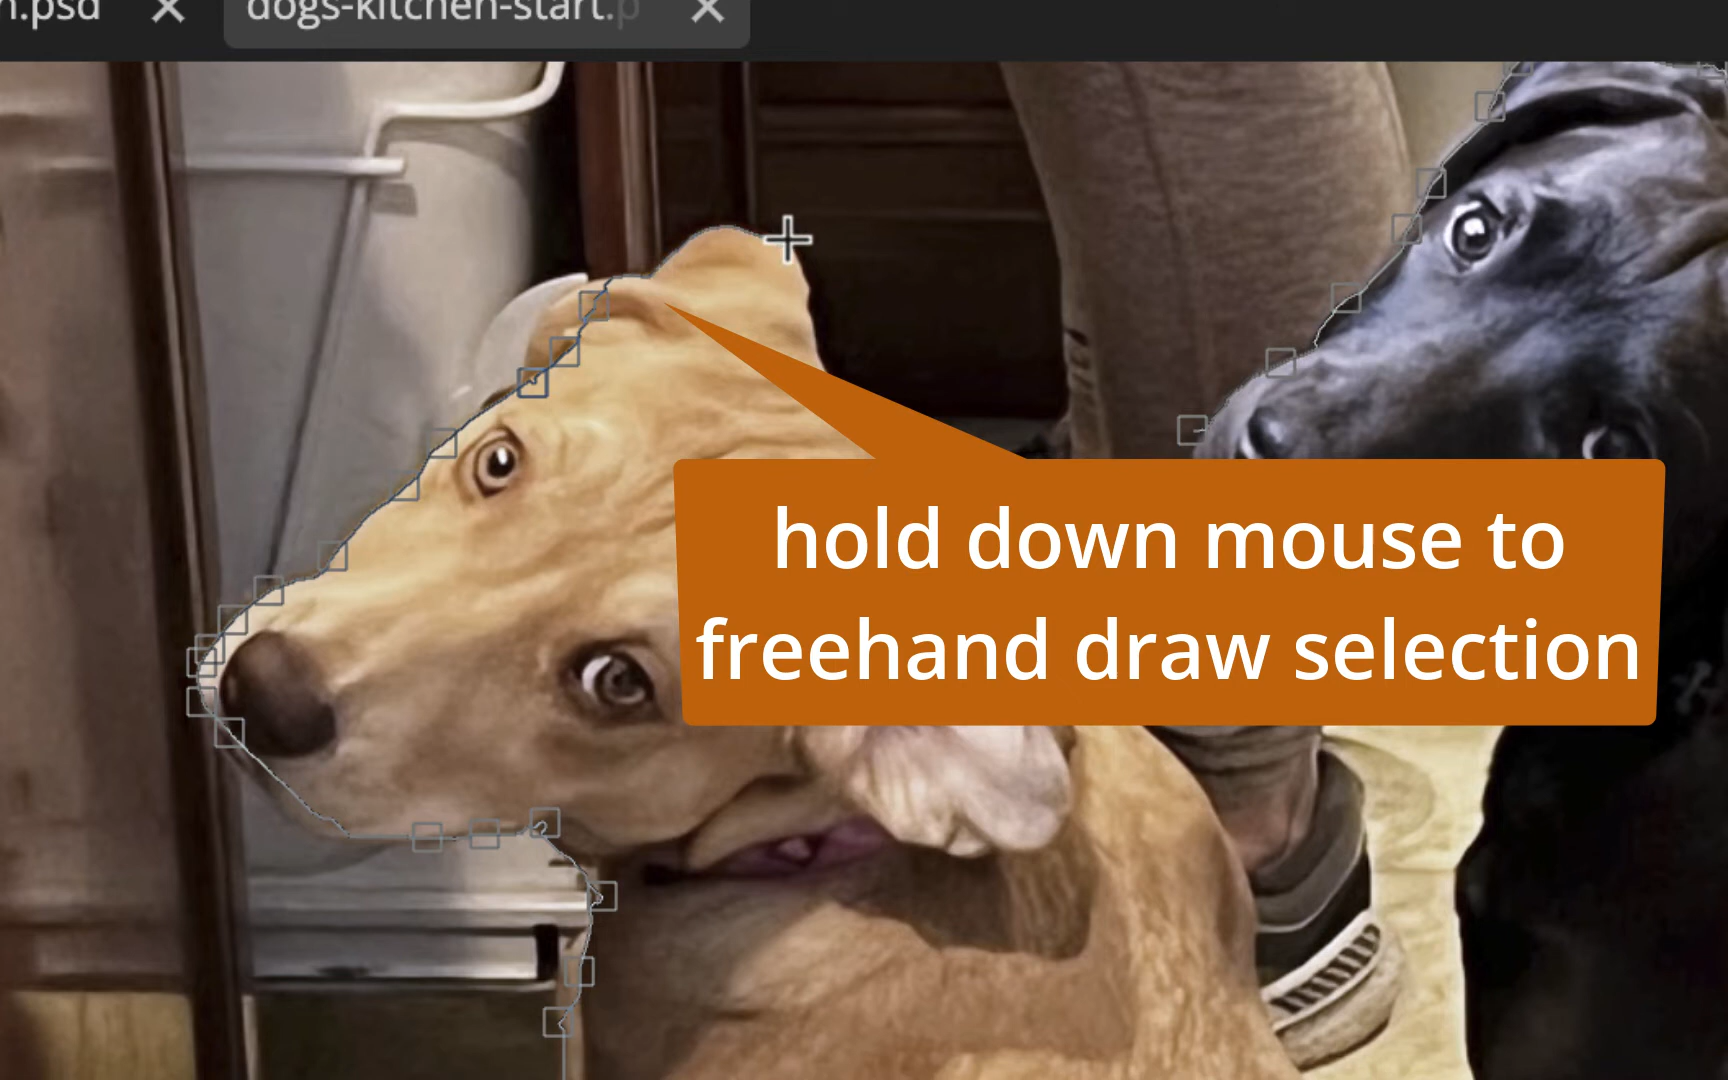 n.psd
dogs-kitchen-start.p
hold down mouse to
freehand draw selection